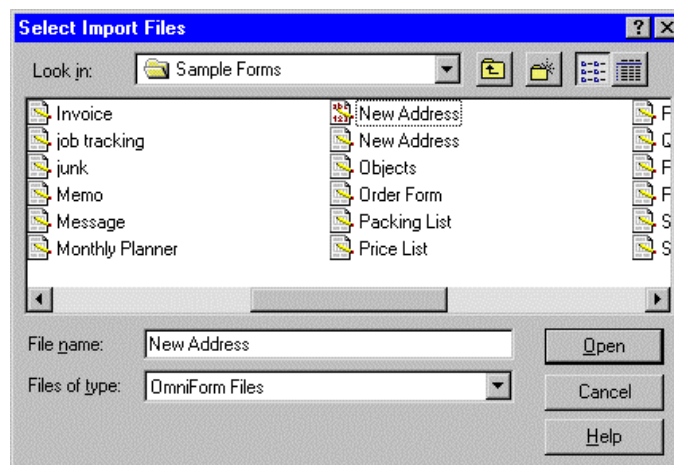 Select Import Files
Look in: Sample Forms
Invoice
job tracking
junk
Memo
Message
Monthly Planner
New Address
New Address
Objects
Order Form
Packing List
Price List
F
Q
F
F
S
S
File name: New Address
Open
Files of type: OmniForm Files
Cancel
Help